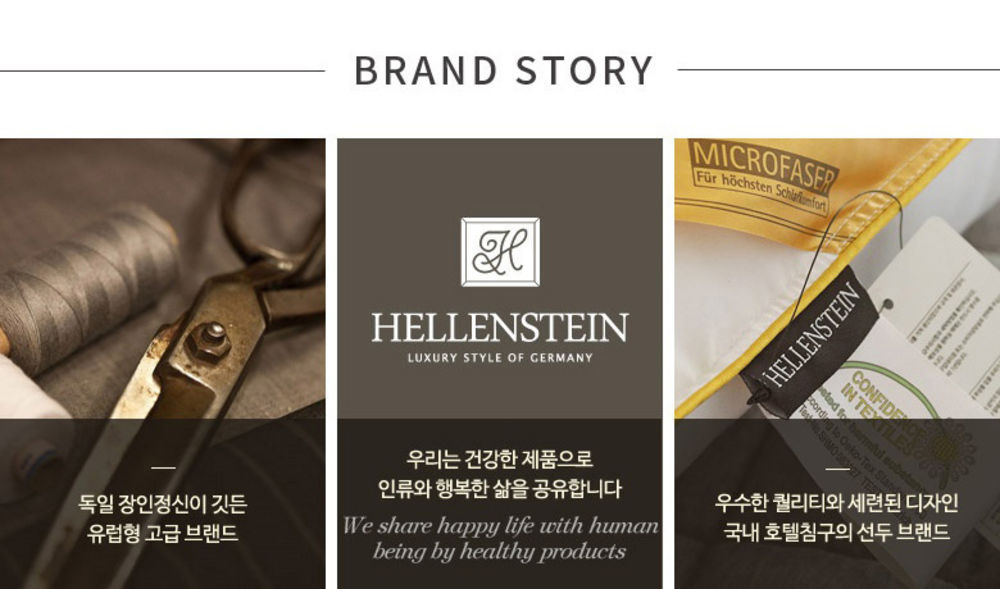 BRAND STORY
독일 장인정신이 깃든
유럽형 고급 브랜드
H
HELLENSTEIN
LUXURY STYLE OF GERMANY
우리는 건강한 제품으로
인류와 행복한 삶을 공유합니다
We share happy life with human
being by healthy products
MICROFASER
Für höchsten Schlafkomfort
HELLENSTEIN
CONFIDENCE
IN TEXTILES
우수한 퀄리티와 세련된 디자인
국내 호텔침구의 선두 브랜드